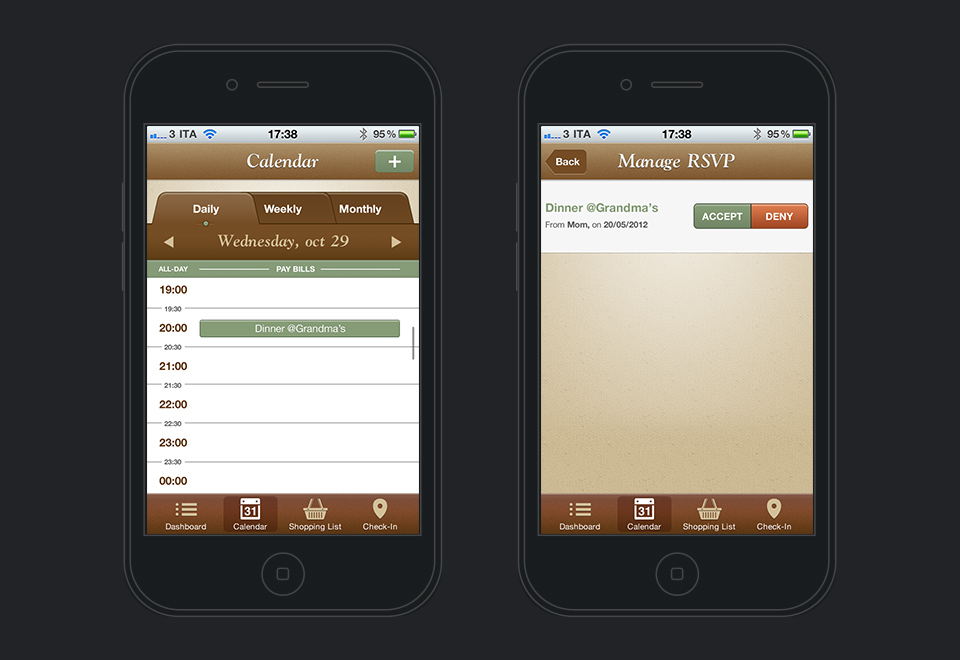 3 ITA 17:38 95%
Calendar +
Daily Weekly Monthly
Wednesday, oct 29
ALL-DAY PAY BILLS
19:00
19:30
20:00 Dinner @Grandma's
20:30
21:00
21:30
22:00
22:30
23:00
23:30
00:00
31
Dashboard Calendar Shopping List Check-In
3 ITA 17:38 95%
Back Manage RSVP
Dinner @Grandma's
From Mom, on 20/05/2012
ACCEPT DENY
31
Dashboard Calendar Shopping List Check-In